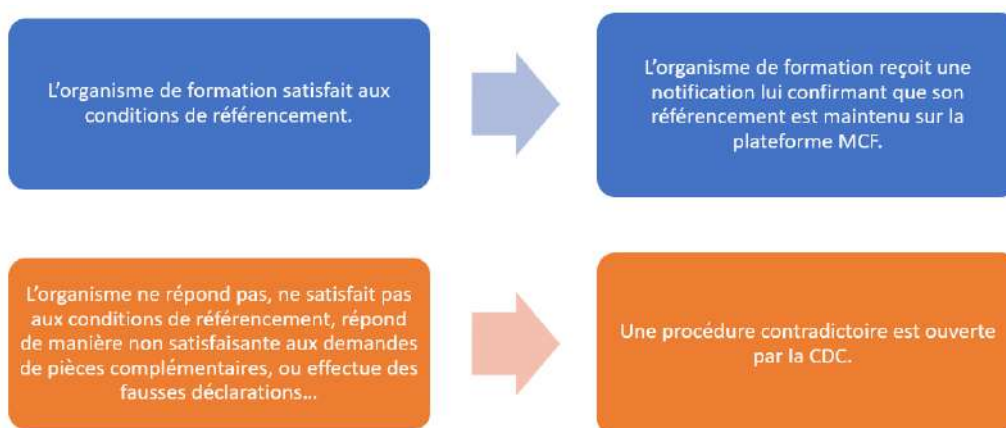 L'organisme de formation satisfait aux
conditions de référencement.
L'organisme de formation reçoit une
notification lui confirmant que son
référencement est maintenu sur la
plateforme MCF.
L'organisme ne répond pas, ne satisfait pas
aux conditions de référencement, répond
de manière non satisfaisante aux demandes
de pièces complémentaires, ou effectue des
fausses déclarations...
Une procédure contradictoire est ouverte
par la CDC.